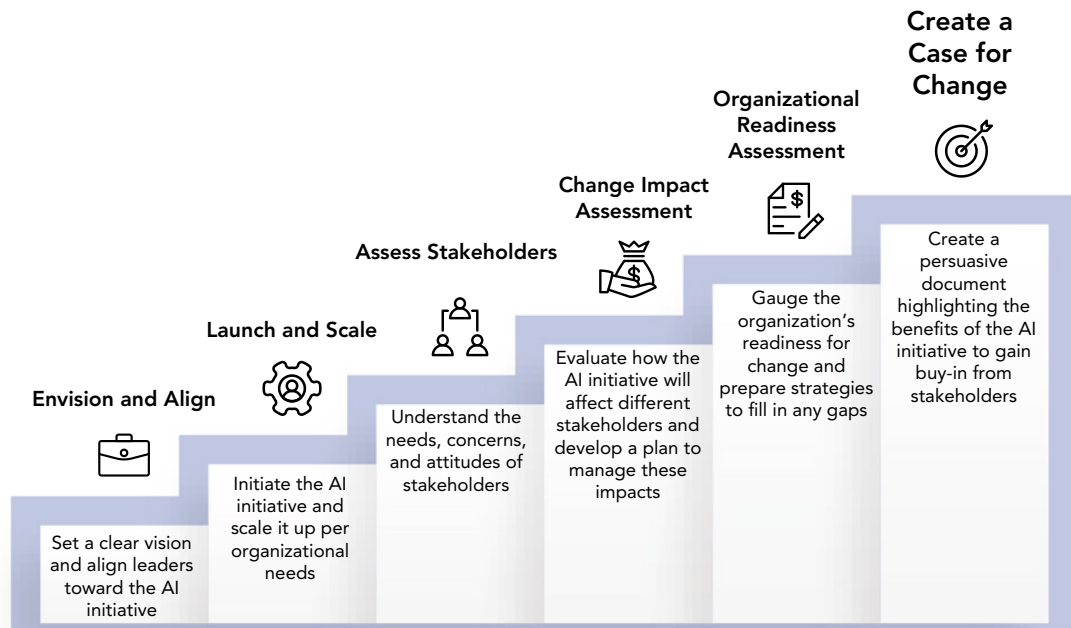 Envision and Align
Set a clear vision
and align leaders
toward the AI
initiative
Launch and Scale
Initiate the AI
initiative and
scale it up per
organizational
needs
Assess Stakeholders
Understand the
needs, concerns,
and attitudes of
stakeholders
Change Impact
Assessment
$
Evaluate how the
AI initiative will
affect different
stakeholders and
develop a plan to
manage these
impacts
Organizational
Readiness
Assessment
$
Gauge the
organization’s
readiness for
change and
prepare strategies
to fill in any gaps
Create a
Case for
Change
Create a
persuasive
document
highlighting the
benefits of the AI
initiative to gain
buy-in from
stakeholders